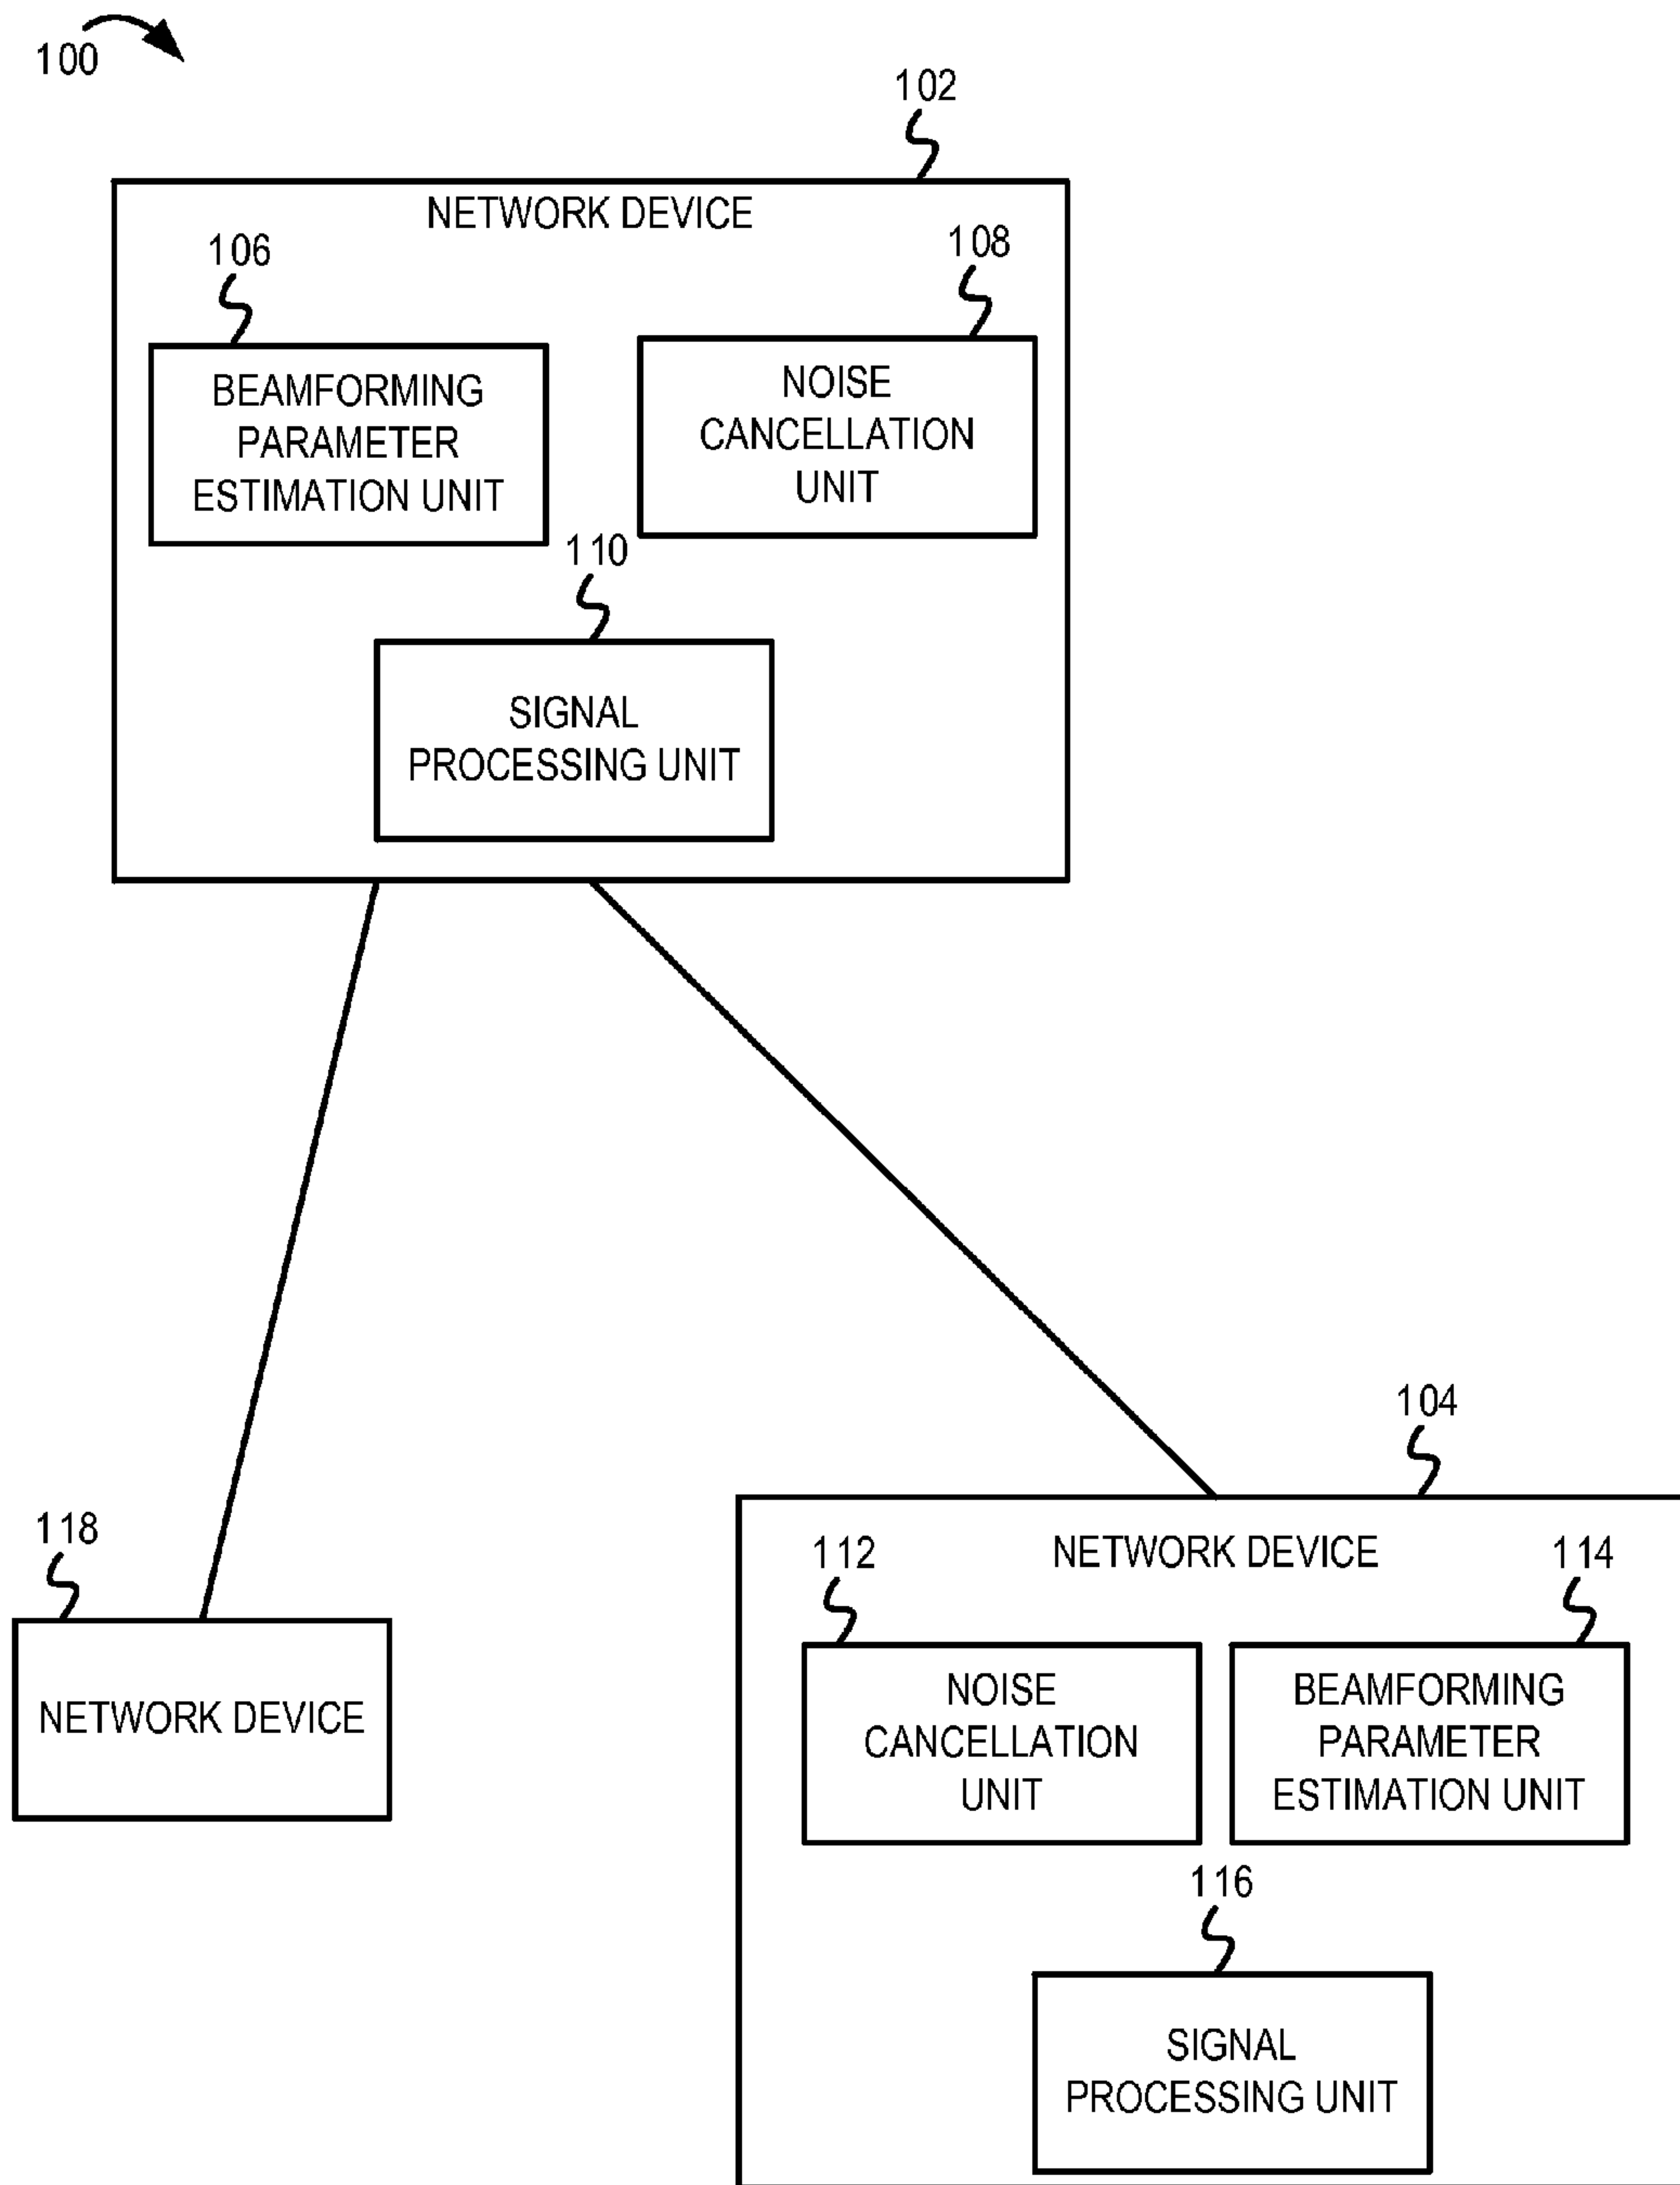 100
102
NETWORK DEVICE
106
108
BEAMFORMING
PARAMETER
ESTIMATION UNIT
NOISE
CANCELLATION
UNIT
110
SIGNAL
PROCESSING UNIT
104
118
NETWORK DEVICE
112
NETWORK DEVICE
114
NOISE
CANCELLATION
UNIT
BEAMFORMING
PARAMETER
ESTIMATION UNIT
116
SIGNAL
PROCESSING UNIT